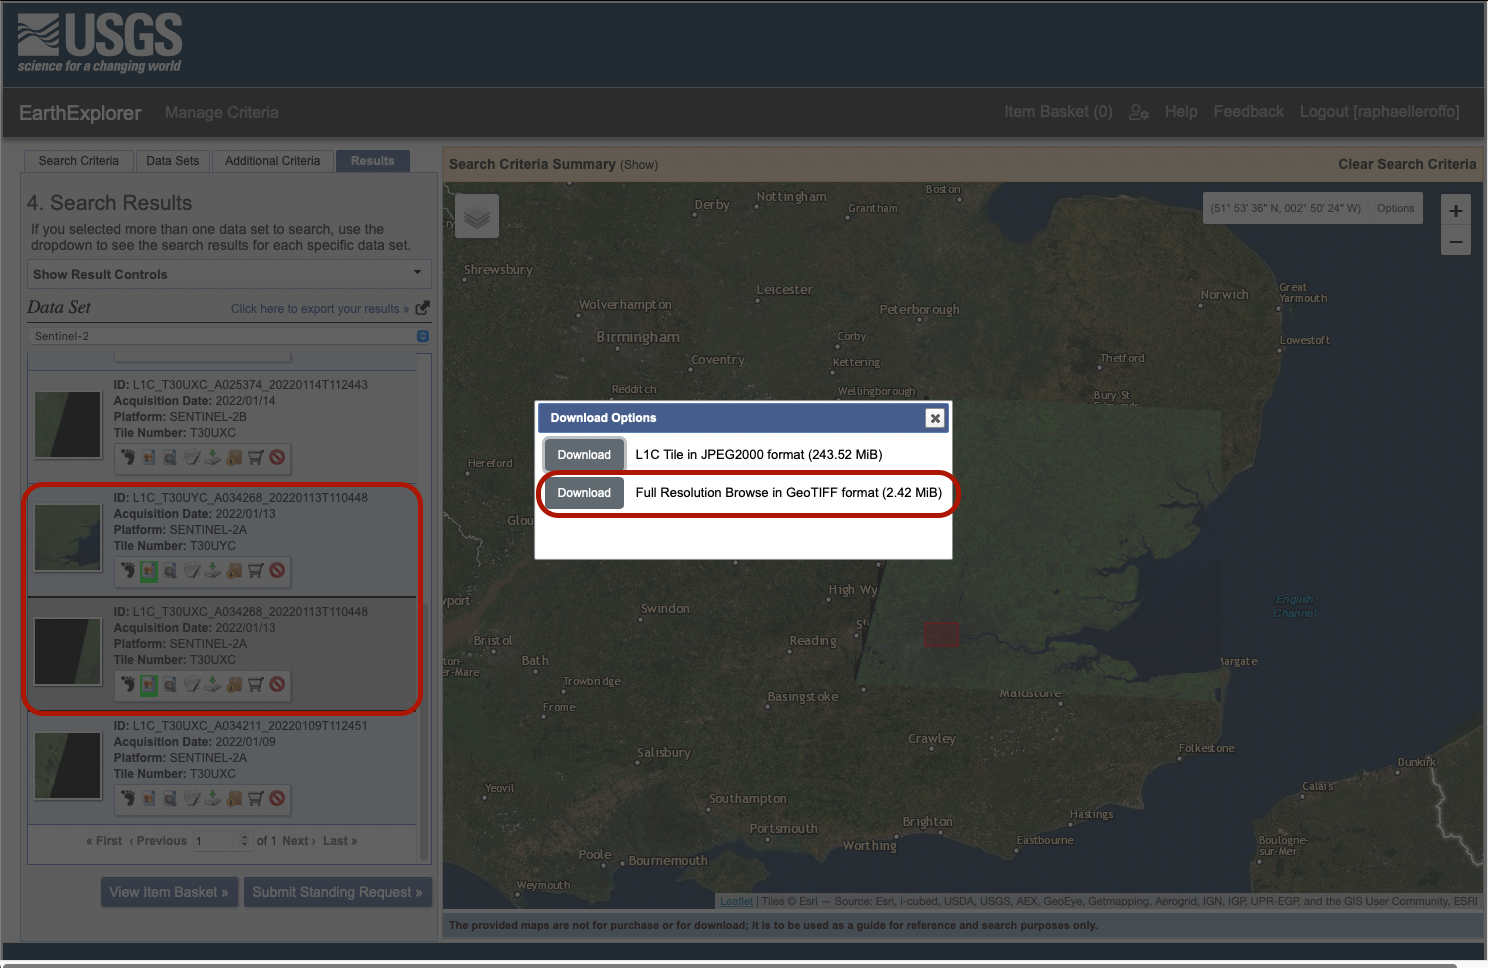 USGS
science for a changing world
EarthExplorer
Manage Criteria
Item Basket (0)
Help
Feedback
Logout [raphaelleroffo]
Search Criteria
Data Sets
Additional Criteria
Results
4. Search Results
If you selected more than one data set to search, use the
dropdown to see the search results for each specific data set.
Show Result Controls
Data Set
Click here to export your results »
Sentinel-2
ID: L1C_T30UXC_A025374_20220114T112443
Acquisition Date: 2022/01/14
Platform: SENTINEL-2B
Tile Number: T30UXC
ID: L1C_T30UYC_A034268_20220113T110448
Acquisition Date: 2022/01/13
Platform: SENTINEL-2A
Tile Number: T30UYC
ID: L1C_T30UXC_A034268_20220113T110448
Acquisition Date: 2022/01/13
Platform: SENTINEL-2A
Tile Number: T30UXC
ID: L1C_T30UXC_A034211_20220109T112451
Acquisition Date: 2022/01/09
Platform: SENTINEL-2A
Tile Number: T30UXC
« First ‹ Previous 1 of 1 Next › Last »
View Item Basket »
Submit Standing Request »
Search Criteria Summary (Show)
Clear Search Criteria
(51° 53' 36" N, 002° 50' 24" W)
Options
+
−
Boston
Nottingham
Derby
Grantham
Shrewsbury
Leicester
Norwich
Great
Yarmouth
Wolverhampton
Peterborough
Birmingham
Corby
Lowestoft
Coventry
Kettering
Thetford
Redditch
Wellingborough
Bury St
Edmunds
Download Options
Download
L1C Tile in JPEG2000 format (243.52 MiB)
Download
Full Resolution Browse in GeoTIFF format (2.42 MiB)
Hereford
Glou
High Wy
English
Channel
vport
Swindon
Sl
Bristol
Reading
ton-
er-Mare
Bath
Margate
Trowbridge
Basingstoke
Maidstone
Frome
Crawley
Folkestone
Salisbury
Dunkirk
Yeovil
Calais
Southampton
Hastings
Portsmouth
Brighton
Worthing
Eastbourne
Boulogne-
sur-Mer
Poole
Bournemouth
Weymouth
Leaflet | Tiles © Esri — Source: Esri, i-cubed, USDA, USGS, AEX, GeoEye, Getmapping, Aerogrid, IGN, IGP, UPR-EGP, and the GIS User Community, ESRI
The provided maps are not for purchase or for download; it is to be used as a guide for reference and search purposes only.